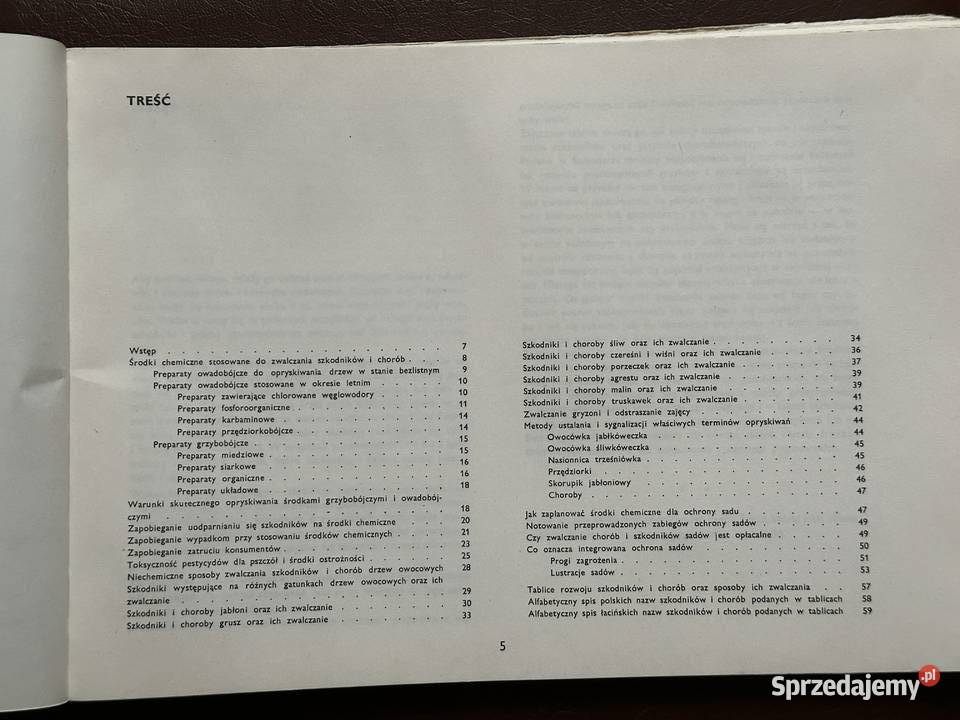 TREŚĆ
Wstęp . . . . . . . . . . . . . . . . . . . . 7
Środki chemiczne stosowane do zwalczania szkodników i chorób . . . 8
Preparaty owadobójcze do opryskiwania drzew w stanie bezlistnym 9
Preparaty owadobójcze stosowane w okresie letnim . . . . . . 10
Preparaty zawierające chlorowane węglowodory . . . . . . 10
Preparaty fosforoorganiczne . . . . . . . . . . . . 11
Preparaty karbaminowe . . . . . . . . . . . . . 14
Preparaty przędziorkobójcze . . . . . . . . . . . . 14
Preparaty grzybobójcze . . . . . . . . . . . . . . . 15
Preparaty miedziowe . . . . . . . . . . . . . . 15
Preparaty siarkowe . . . . . . . . . . . . . . 16
Preparaty organiczne . . . . . . . . . . . . . . 16
Preparaty układowe . . . . . . . . . . . . . . 18
Warunki skutecznego opryskiwania środkami grzybobójczymi i owadobój-
czymi . . . . . . . . . . . . . . . . . . . . 18
Zapobieganie uodparnianiu się szkodników na środki chemiczne . . . 20
Zapobieganie wypadkom przy stosowaniu środków chemicznych . . . . 21
Zapobieganie zatruciu konsumentów . . . . . . . . . . . . 23
Toksyczność pestycydów dla pszczół i środki ostrożności . . . . . . 25
Niechemiczne sposoby zwalczania szkodników i chorób drzew owocowych 28
Szkodniki występujące na różnych gatunkach drzew owocowych oraz ich
zwalczanie . . . . . . . . . . . . . . . . . . . 29
Szkodniki i choroby jabłoni oraz ich zwalczanie . . . . . . . . 30
Szkodniki i choroby grusz oraz ich zwalczanie . . . . . . . . 33
Szkodniki i choroby śliw oraz ich zwalczanie . . . . . . . . . 34
Szkodniki i choroby czereśni i wiśni oraz ich zwalczanie . . . . . 36
Szkodniki i choroby porzeczek oraz ich zwalczanie . . . . . . . 37
Szkodniki i choroby agrestu oraz ich zwalczanie . . . . . . . . 39
Szkodniki i choroby malin oraz ich zwalczanie . . . . . . . . 39
Szkodniki i choroby truskawek oraz ich zwalczanie . . . . . . . 41
Zwalczanie gryzoni i odstraszanie zajęcy . . . . . . . . . . 42
Metody ustalania i sygnalizacji właściwych terminów opryskiwań . . . 44
Owocówka jabłkóweczka . . . . . . . . . . . . . 44
Owocówka śliwkóweczka . . . . . . . . . . . . . 45
Nasionnica trześniówka . . . . . . . . . . . . . . 45
Przędziorki . . . . . . . . . . . . . . . . . 46
Skorupik jabłoniowy . . . . . . . . . . . . . . 46
Choroby . . . . . . . . . . . . . . . . . . 47
Jak zaplanować środki chemiczne dla ochrony sadu . . . . . . . 47
Notowanie przeprowadzonych zabiegów ochrony sadów . . . . . . 49
Czy zwalczanie chorób i szkodników sadów jest opłacalne . . . . . 49
Co oznacza integrowana ochrona sadów . . . . . . . . . . 50
Progi zagrożenia . . . . . . . . . . . . . . . 51
Lustracje sadów . . . . . . . . . . . . . . . 53
Tablice rozwoju szkodników i chorób oraz sposoby ich zwalczania . . 57
Alfabetyczny spis polskich nazw szkodników i chorób podanych w tablicach 58
Alfabetyczny spis łacińskich nazw szkodników i chorób podanych w tablicach 59
5
Sprzedajemy.pl